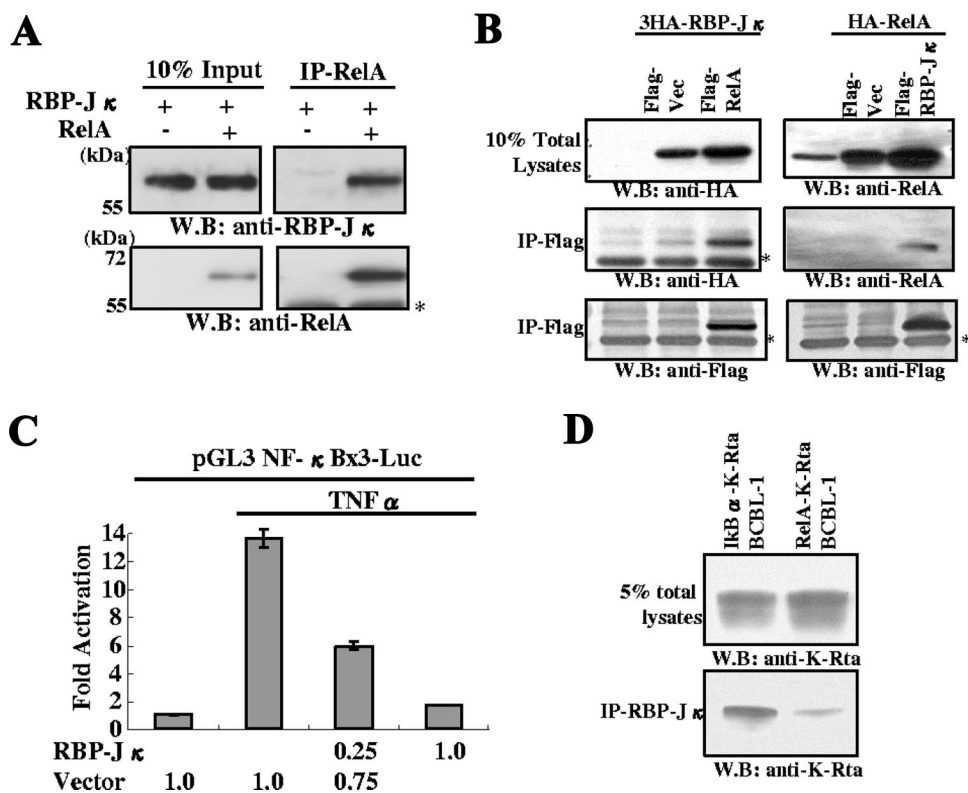 A
10% Input IP-RelA
RBP-J κ + + + +
RelA - + - +
(kDa)
55
W.B: anti-RBP-J κ
(kDa)
72
55 *
W.B: anti-RelA
B
3HA-RBP-J κ HA-RelA
Flag-Vec Flag-RelA Flag-Vec Flag-RBP-J κ
10% Total
Lysates
W.B: anti-HA W.B: anti-RelA
IP-Flag *
W.B: anti-HA W.B: anti-RelA
IP-Flag * *
W.B: anti-Flag W.B: anti-Flag
C
pGL3 NF- κ Bx3-Luc
TNF α
Fold Activation
14
12
10
8
6
4
2
0
RBP-J κ 0.25 1.0
Vector 1.0 1.0 0.75
D
IkB α -K-Rta
BCBL-1
RelA-K-Rta
BCBL-1
5% total
lysates
W.B: anti-K-Rta
IP-RBP-J κ
W.B: anti-K-Rta